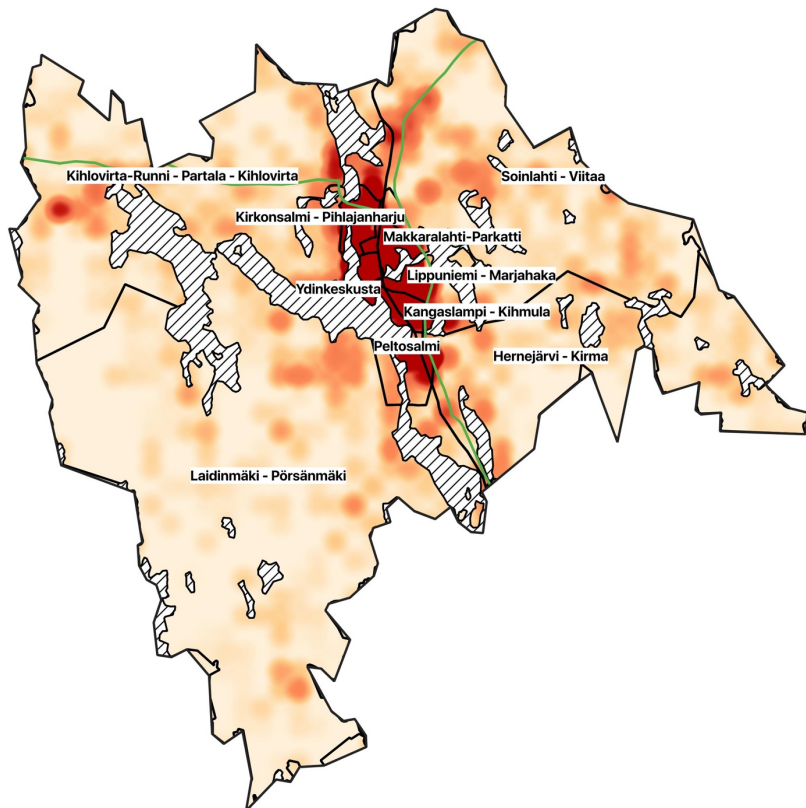 Kihlovirta-Runni - Partala - Kihlovirta
Soinlahti - Viitaa
Kirkonsalmi - Pihlajanharju
Makkaralahti-Parkatti
Lippuniemi - Marjahaka
Ydinkeskusta
Kangaslampi - Kihmula
Peltosalmi
Hernejärvi - Kirma
Laidinmäki - Pörsänmäki